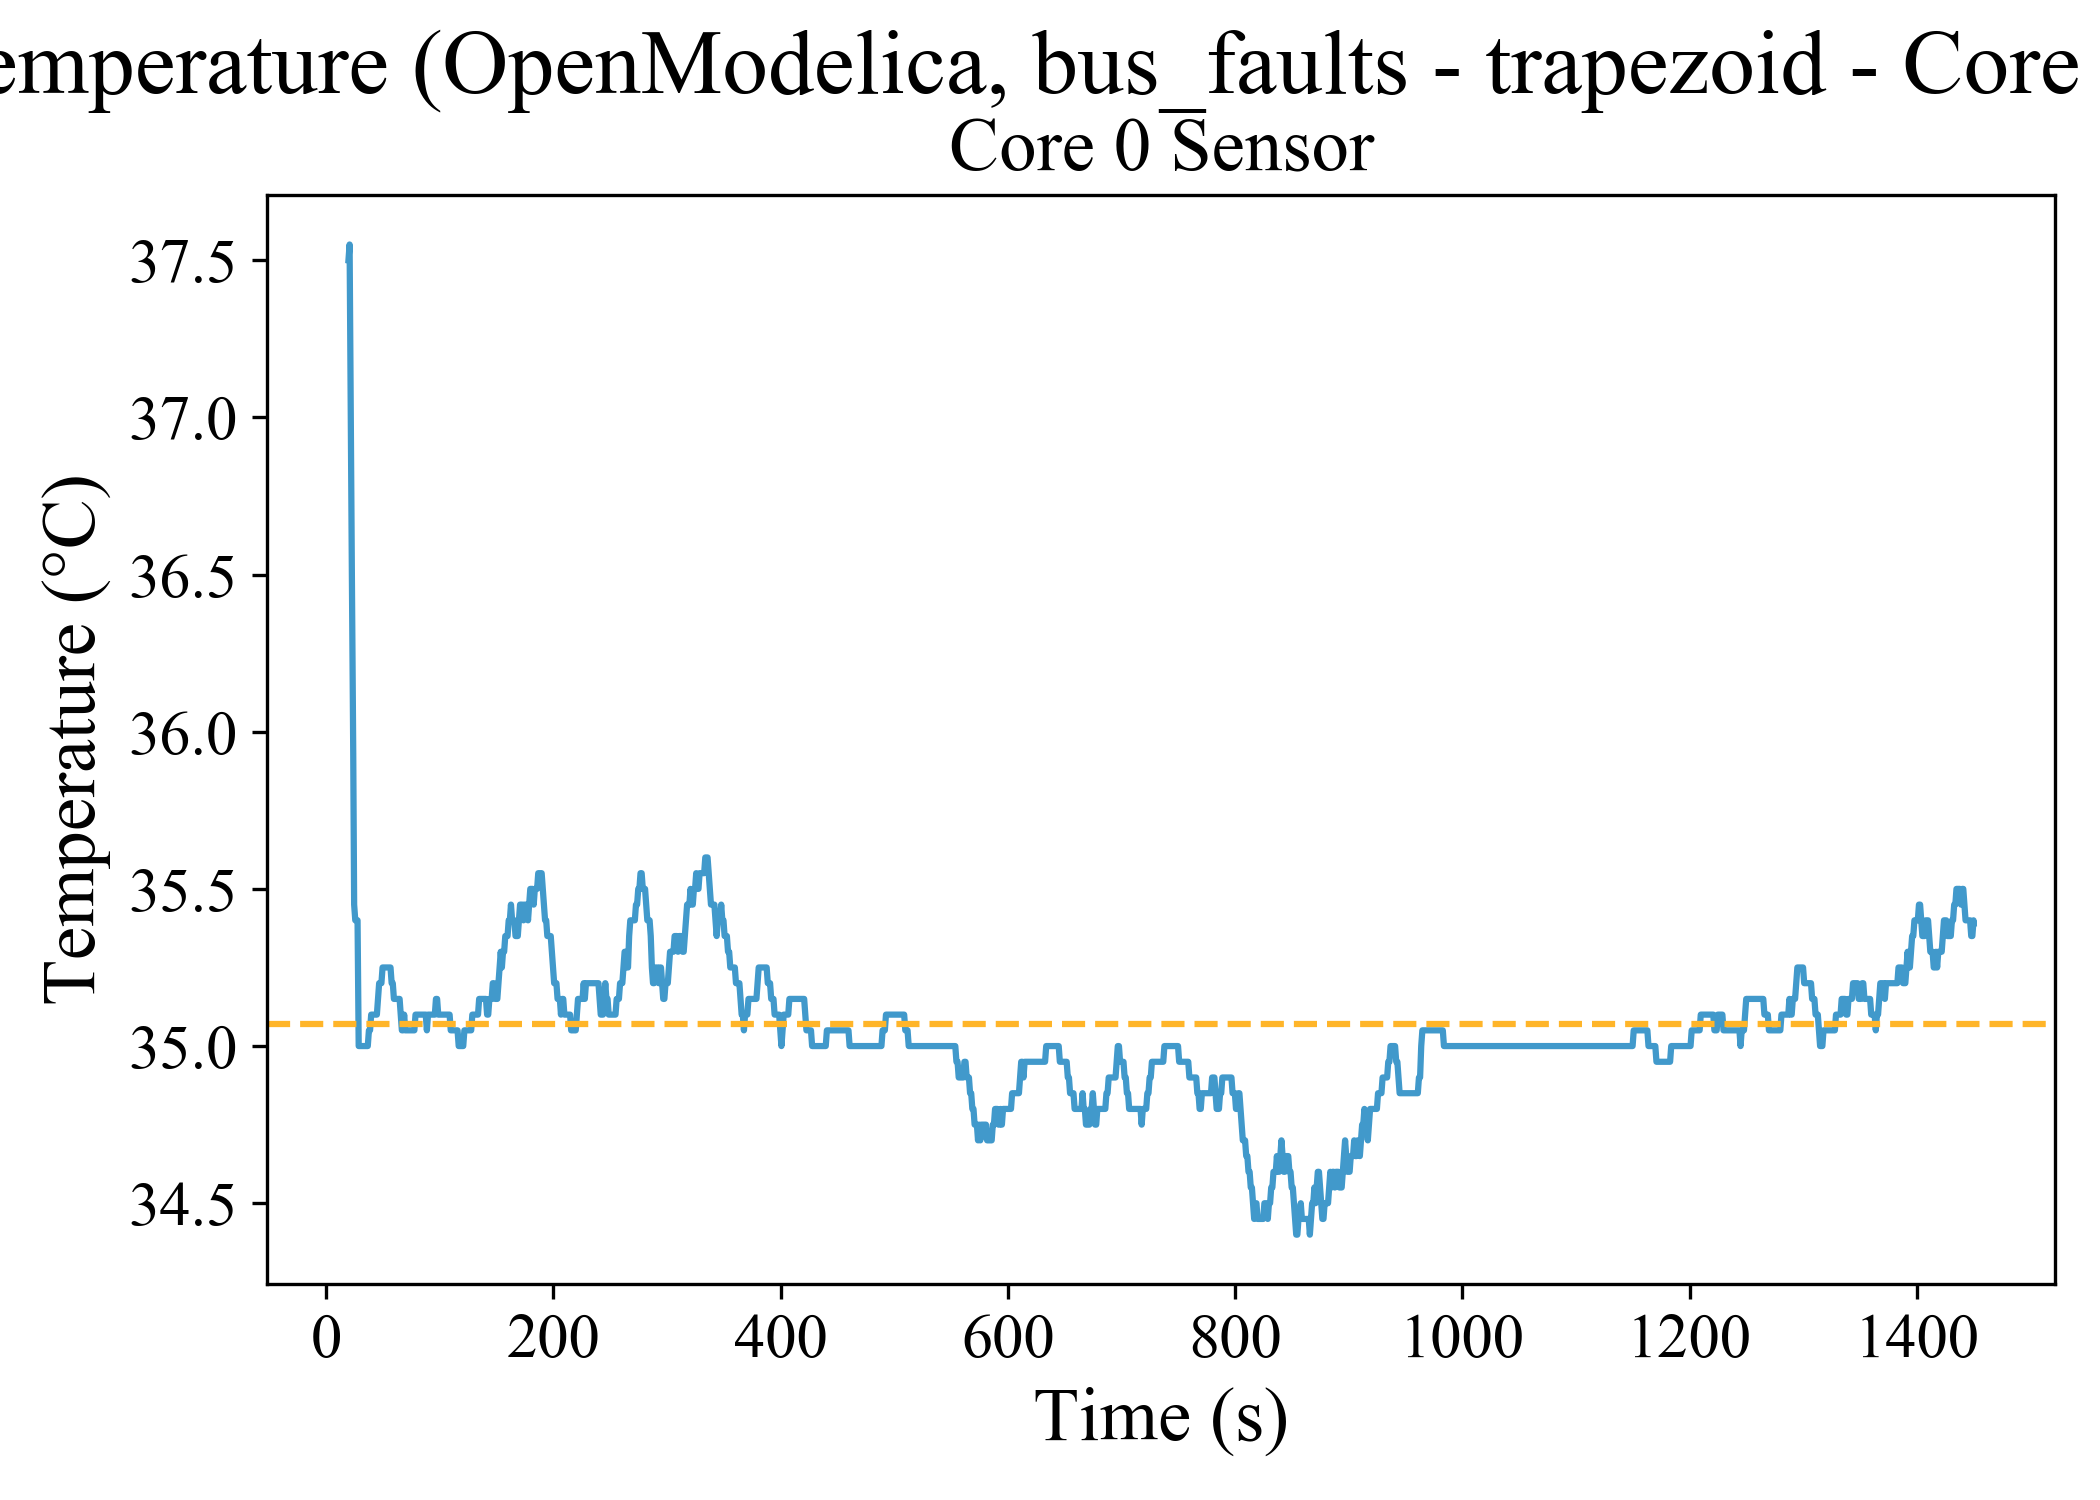 emperature (OpenModelica, bus_faults - trapezoid - Core
Core 0 Sensor
37.5
37.0
36.5
36.0
35.5
35.0
34.5
Temperature (°C)
0 200 400 600 800 1000 1200 1400
Time (s)